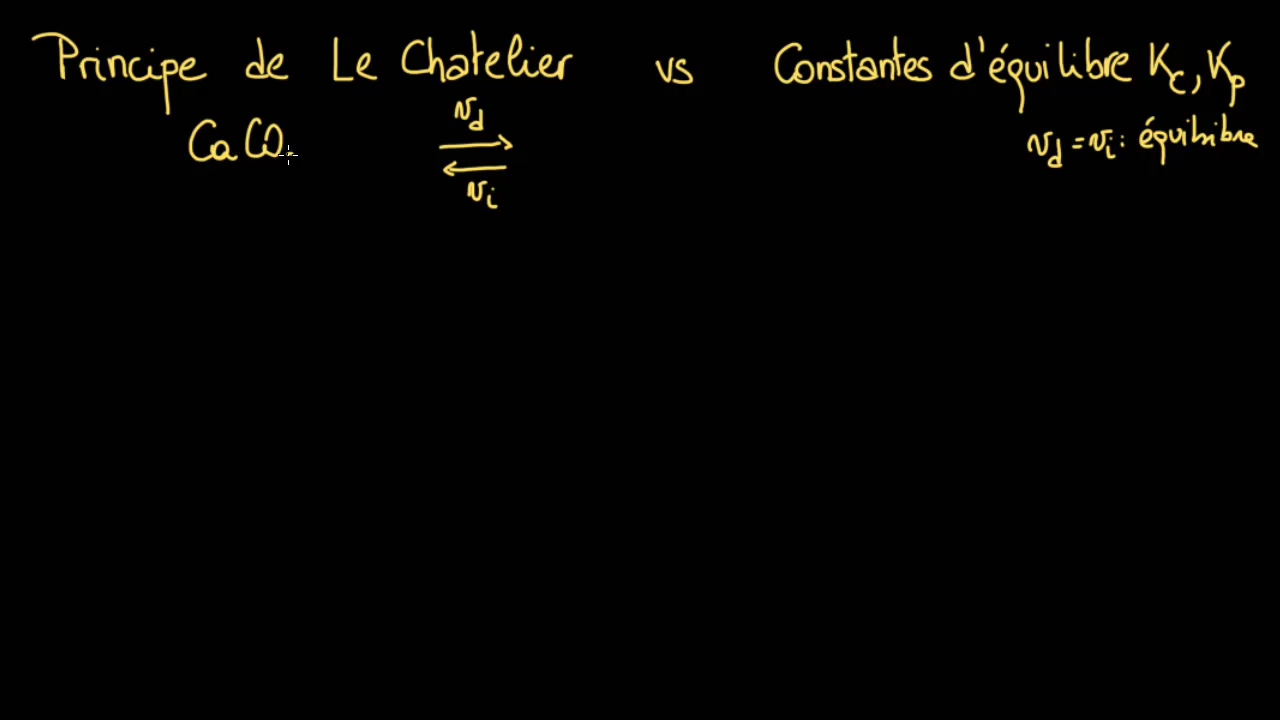 Principe de Le Chatelier vs Constantes d'équilibre Kc, Kp
vd
CaCO vd = vi : équilibre
vi